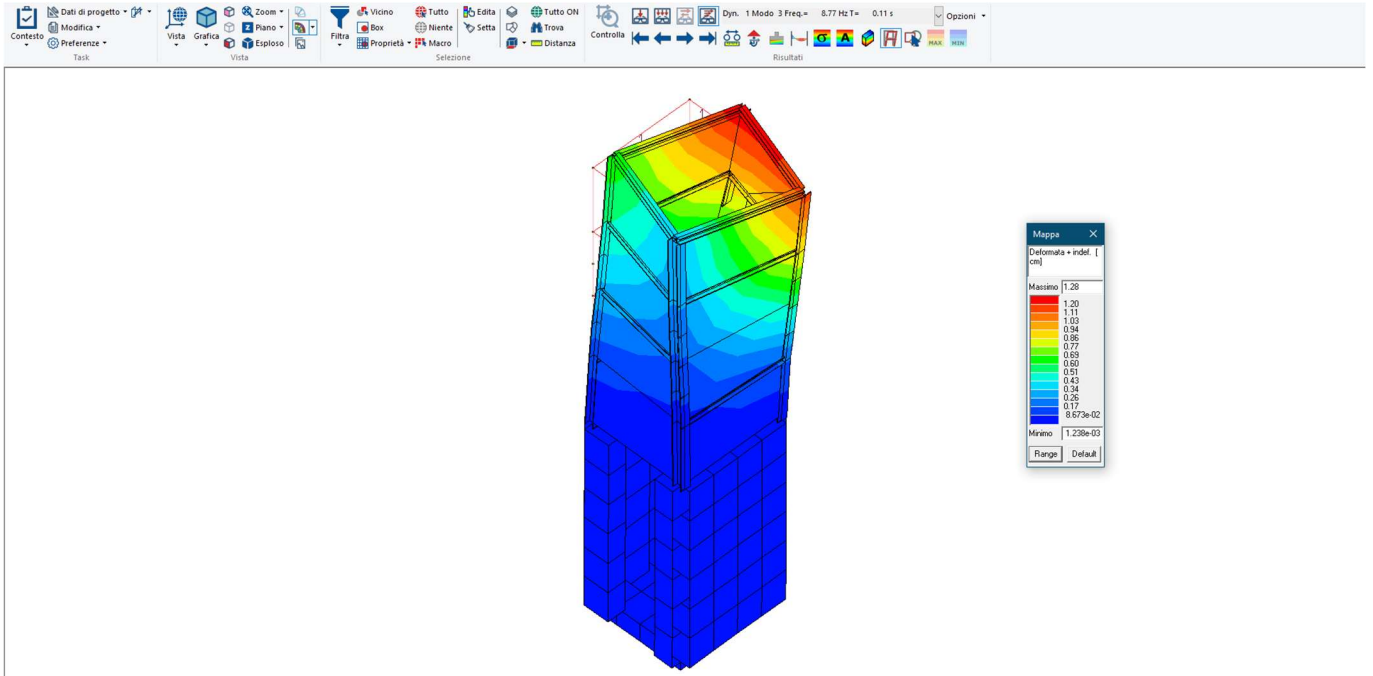 Dati di progetto
Zoom
Vicino
Tutto
Edita
Tutto ON
Dyn. 1 Modo 3 Freq.= 8.77 Hz T= 0.11 s
Opzioni
Contesto
Modifica
Vista
Grafica
Piano
Filtra
Box
Niente
Setta
Trova
Controlla
Preferenze
Esploso
Proprietà
Macro
Distanza
σ
A
MAX
MIN
Task
Vista
Selezione
Risultati
Mappa
Deformata + indef. [
cm]
Massimo 1.28
1.20
1.11
1.03
0.94
0.86
0.77
0.69
0.60
0.51
0.43
0.34
0.26
0.17
8.673e-02
Minimo 1.238e-03
Range Default